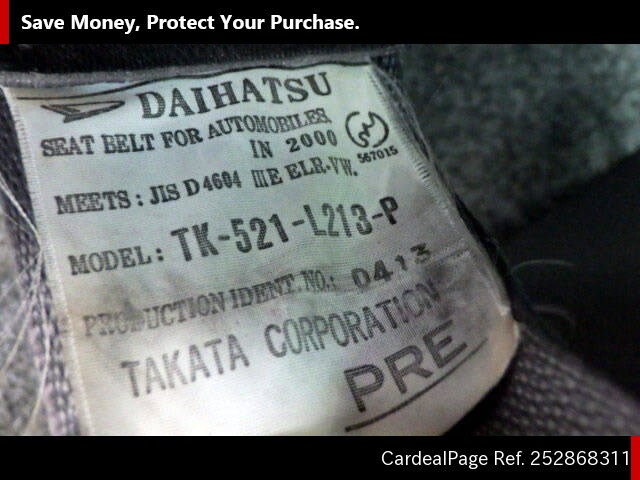 Save Money, Protect Your Purchase.
DAIHATSU
SEAT BELT FOR AUTOMOBILES,
IN 2000
567015
MEETS: JIS D4604 III E ELR-VW.
MODEL: TK-521-L213-P
PRODUCTION IDENT. NO.: 0413
TAKATA CORPORATION
PRE
CardealPage Ref. 252868311